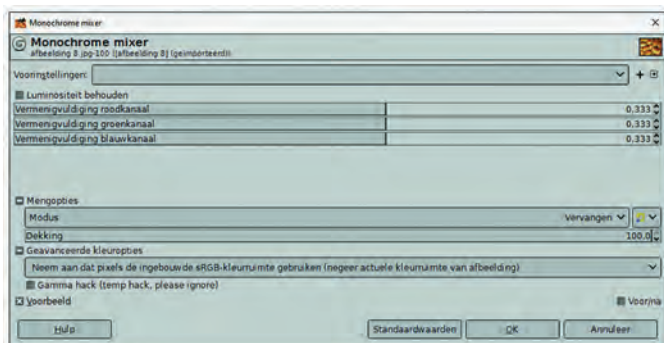 Monochrome mixer
Monochrome mixer
afbeelding 8.jpg-100 ([afbeelding 8] (geïmporteerd))
Voorinstellingen:
Luminositeit behouden
Vermenigvuldiging roodkanaal 0,333
Vermenigvuldiging groenkanaal 0,333
Vermenigvuldiging blauwkanaal 0,333
Mengopties
Modus Vervangen
Dekking 100,0
Geavanceerde kleuropties
Neem aan dat pixels de ingebouwde sRGB-kleurruimte gebruiken (negeer actuele kleurruimte van afbeelding)
Gamma hack (temp hack, please ignore)
Voorbeeld Voor/na
Hulp Standaardwaarden OK Annuleer